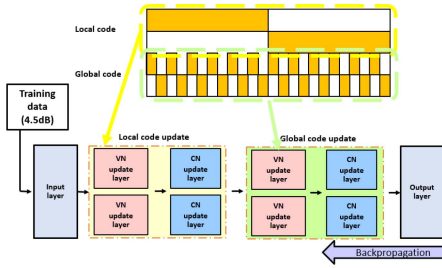 Local code
Global code
Training
data
(4.5dB)
Local code update
Global code update
Input
layer
VN
update
layer
CN
update
layer
VN
update
layer
CN
update
layer
VN
update
layer
CN
update
layer
VN
update
layer
CN
update
layer
Output
layer
Backpropagation